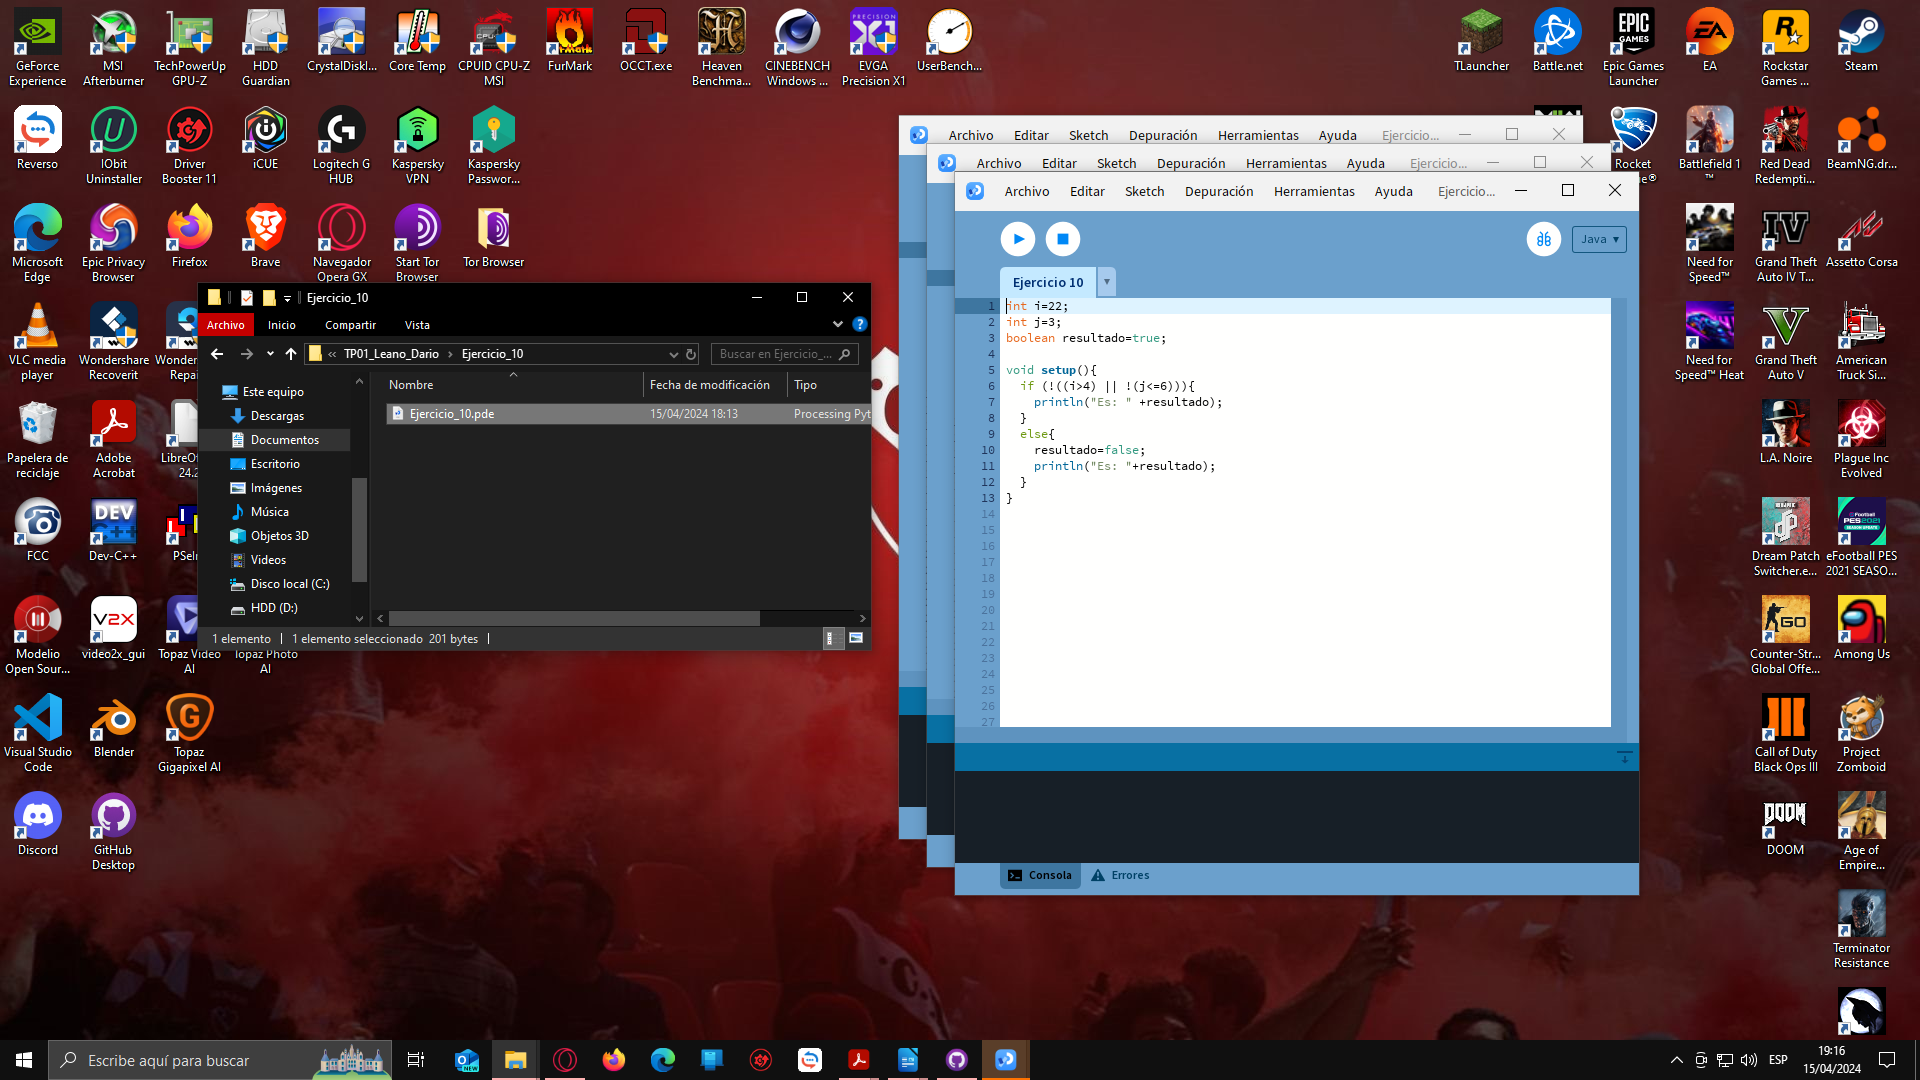 GeForce Experience
MSI Afterburner
TechPowerUp GPU-Z
HDD Guardian
CrystalDiskI...
Core Temp
CPUID CPU-Z MSI
FurMark
OCCT.exe
Heaven Benchma...
CINEBENCH Windows ...
EVGA Precision X1
UserBench...
TLauncher
Battle.net
Epic Games Launcher
EA
Rockstar Games ...
Steam
Reverso
IObit Uninstaller
Driver Booster 11
iCUE
Logitech G HUB
Kaspersky VPN
Kaspersky Passwor...
Rocket
Battlefield 1 ™
Red Dead Redempti...
BeamNG.dr...
Microsoft Edge
Epic Privacy Browser
Firefox
Brave
Navegador Opera GX
Start Tor Browser
Tor Browser
Need for Speed™
Grand Theft Auto IV T...
Assetto Corsa
VLC media player
Wondershare Recoverit
Need for Speed™ Heat
Grand Theft Auto V
American Truck Si...
Papelera de reciclaje
Adobe Acrobat
L.A. Noire
Plague Inc Evolved
FCC
Dev-C++
Dream Patch Switcher.e...
eFootball PES 2021 SEASO...
Modelio Open Sour...
video2x_gui
Topaz Video AI
Topaz Photo AI
Counter-Str... Global Offe...
Among Us
Visual Studio Code
Blender
Topaz Gigapixel AI
Call of Duty Black Ops III
Project Zomboid
Discord
GitHub Desktop
DOOM
Age of Empire...
Terminator Resistance
Ejercicio_10
Archivo Inicio Compartir Vista
« TP01_Leano_Dario › Ejercicio_10
Buscar en Ejercicio_...
Nombre Fecha de modificación Tipo
Ejercicio_10.pde 15/04/2024 18:13 Processing Pyt
Este equipo
Descargas
Documentos
Escritorio
Imágenes
Música
Objetos 3D
Videos
Disco local (C:)
HDD (D:)
1 elemento 1 elemento seleccionado 201 bytes
Archivo Editar Sketch Depuración Herramientas Ayuda Ejercicio...
Archivo Editar Sketch Depuración Herramientas Ayuda Ejercicio...
Archivo Editar Sketch Depuración Herramientas Ayuda Ejercicio...
Java ▾
Ejercicio 10
1 int i=22;
2 int j=3;
3 boolean resultado=true;
4
5 void setup(){
6 if (!((i>4) || !(j<=6))){
7 println("Es: " +resultado);
8 }
9 else{
10 resultado=false;
11 println("Es: "+resultado);
12 }
13 }
14
15
16
17
18
19
20
21
22
23
24
25
26
27
Consola Errores
Escribe aquí para buscar
ESP
19:16
15/04/2024